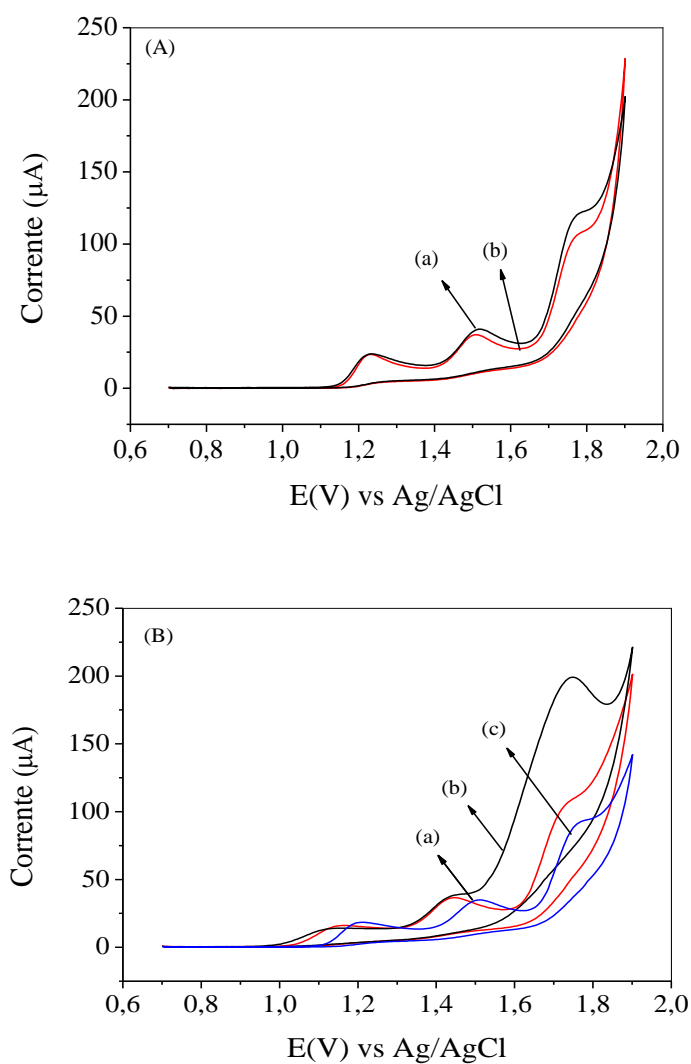 (A)
250
200
150
100
50
0
Corrente (µA)
(a)
(b)
0,6 0,8 1,0 1,2 1,4 1,6 1,8 2,0
E(V) vs Ag/AgCl
(B)
250
200
150
100
50
0
Corrente (µA)
(c)
(b)
(a)
0,6 0,8 1,0 1,2 1,4 1,6 1,8 2,0
E(V) vs Ag/AgCl